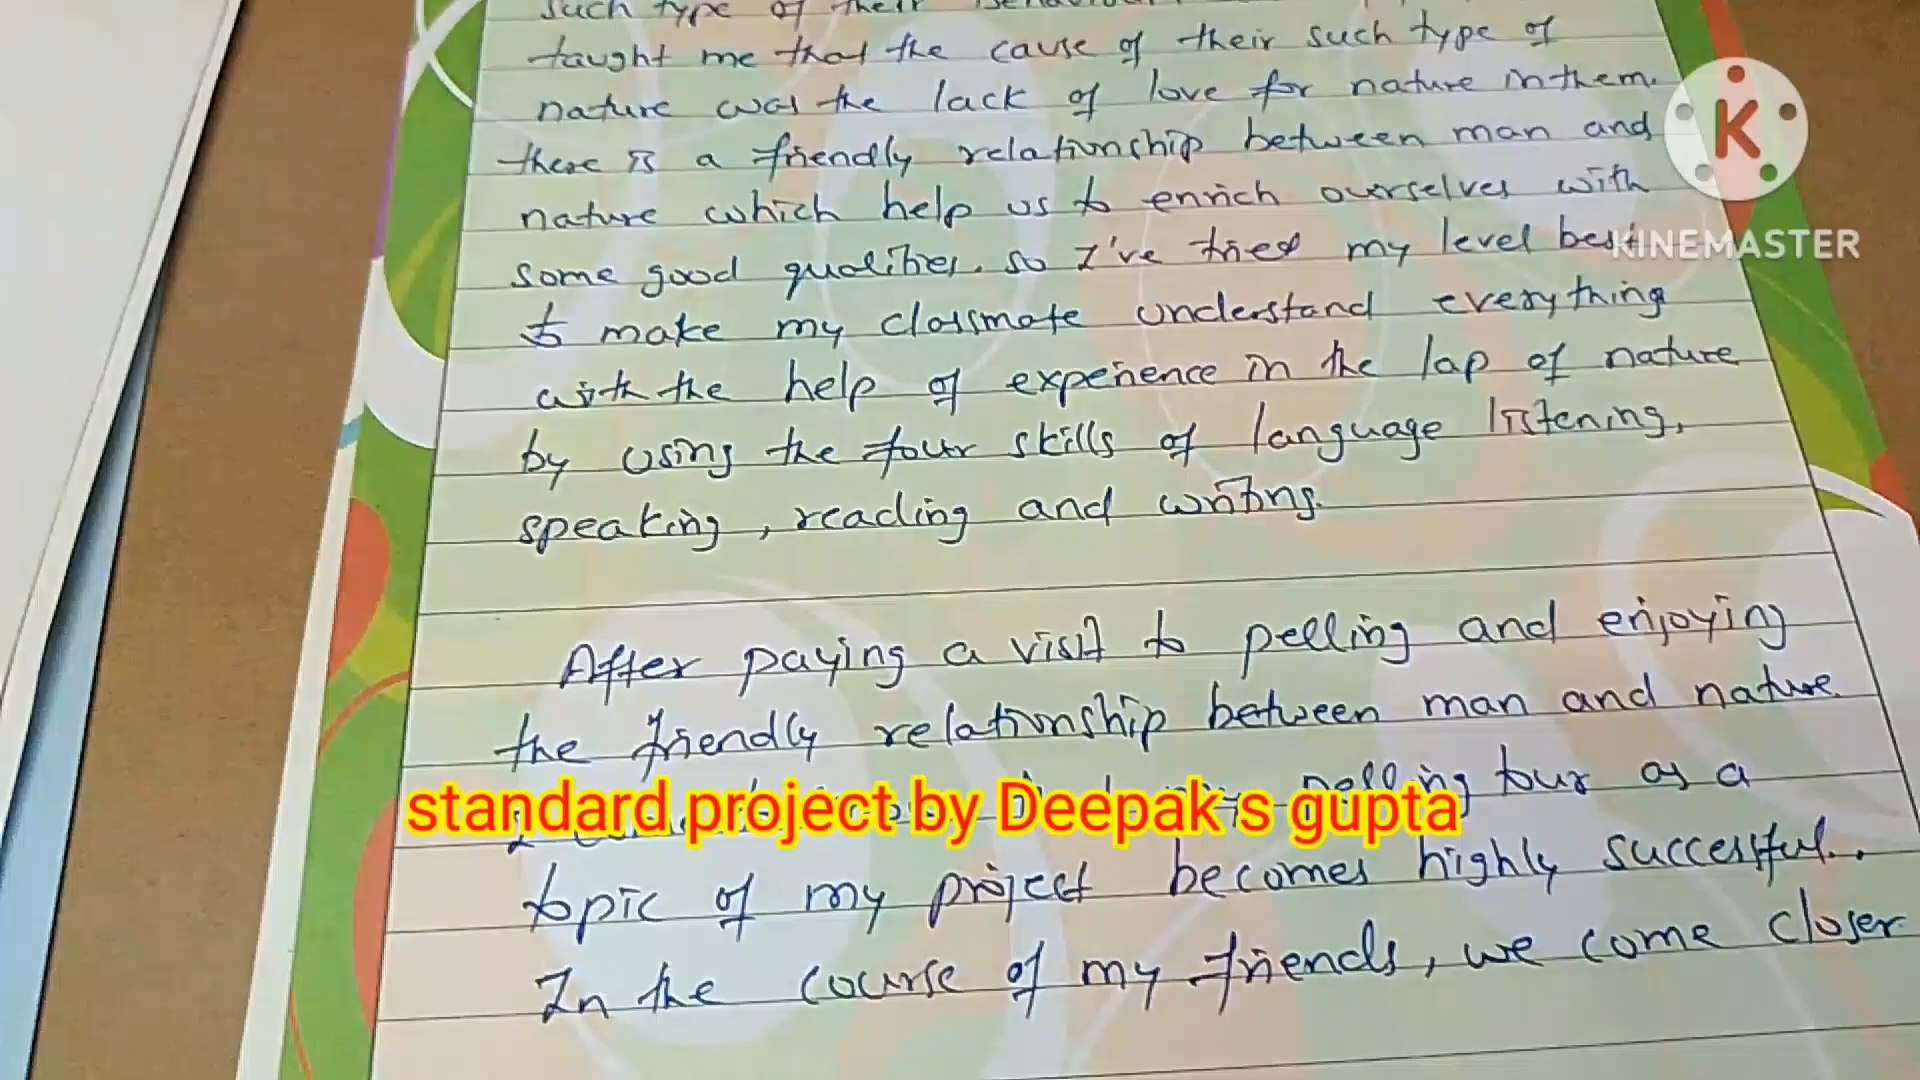 such type of their
taught me that the cause of their such type of
nature was the lack of love for nature in them.
there is a friendly relationship between man and
nature which help us to enrich ourselves with
some good qualities. so I've tried my level best
to make my classmate understand everything
with the help of experience in the lap of nature
by using the four skills of language listening,
speaking, reading and writing.
After paying a visit to pelling and enjoying
the friendly relationship between man and nature
pelling tour as a
topic of my project becomes highly successful..
In the course of my friends, we come closer
K
KINEMASTER
standard project by Deepak s gupta